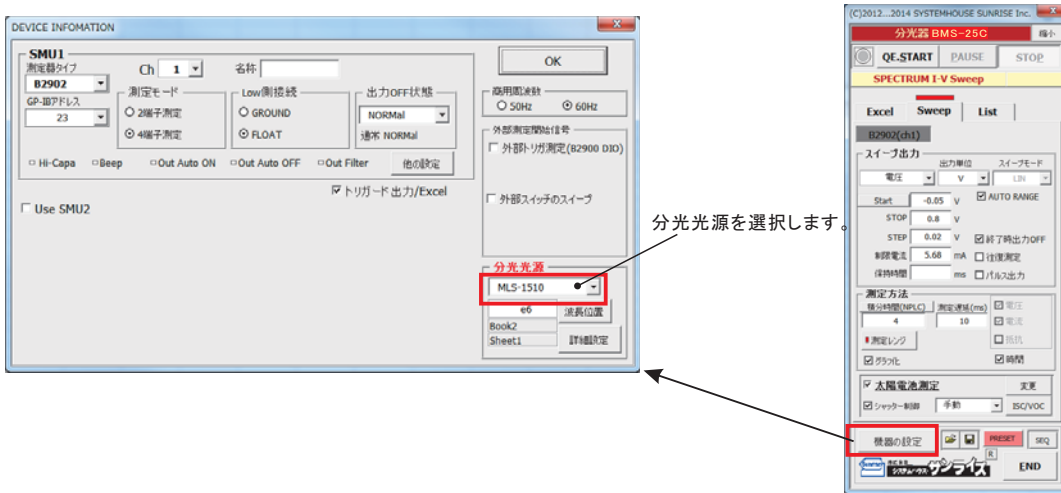 DEVICE INFOMATION
SMU1
測定器タイプ
B2902
GP-IBアドレス
23
Ch 1
名称
測定モード
2端子測定
4端子測定
Low側接続
GROUND
FLOAT
出力OFF状態
NORMal
通常 NORMal
Hi-Capa
Beep
Out Auto ON
Out Auto OFF
Out Filter
他の設定
トリガード出力/Excel
Use SMU2
OK
商用周波数
50Hz
60Hz
外部測定開始信号
外部トリガ測定(B2900 DIO)
外部スイッチのスイープ
分光光源
MLS-1510
e6
波長位置
Book2
Sheet1
詳細設定
分光光源を選択します。
(C)2012...2014 SYSTEMHOUSE SUNRISE Inc.
分光器 BMS-25C
縮小
QE.START
PAUSE
STOP
SPECTRUM I-V Sweep
Excel
Sweep
List
B2902(ch1)
スイープ出力
出力単位
スイープモード
電圧
V
LIN
Start -0.05 V
AUTO RANGE
STOP 0.8 V
STEP 0.02 V
終了時出力OFF
制限電流 5.68 mA
往復測定
保持時間 ms
パルス出力
測定方法
積分時間(NPLC)
測定遅延(ms)
電圧
4
10
電流
測定レンジ
抵抗
グラフ化
時間
太陽電池測定
変更
シャッター制御
手動
ISC/VOC
機器の設定
PRESET
SEQ
システムハウス サンライズ
R
END